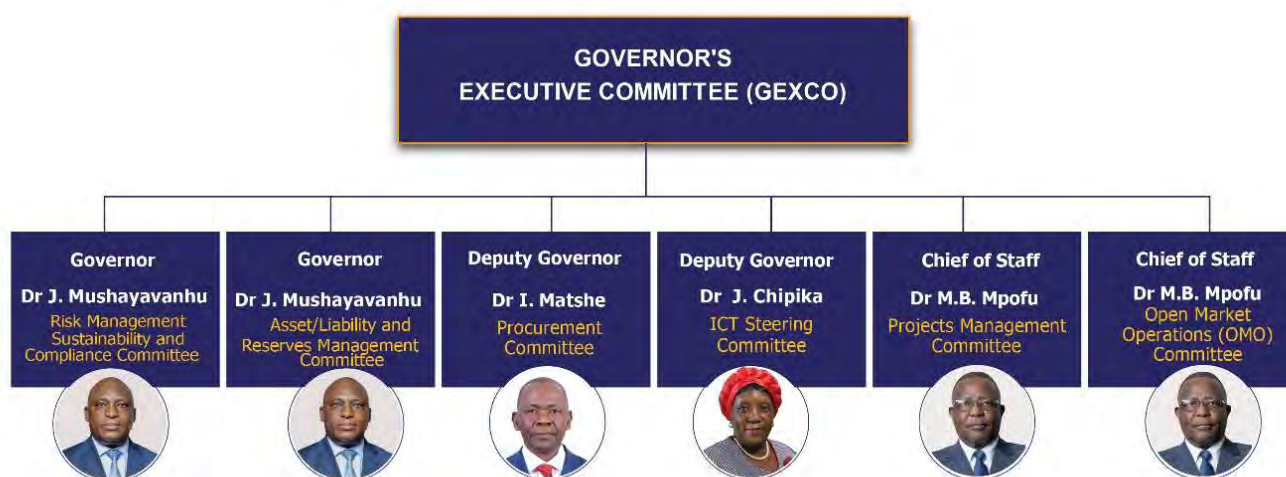 GOVERNOR'S
EXECUTIVE COMMITTEE (GEXCO)
Governor
Dr J. Mushayavanhu
Risk Management
Sustainability and
Compliance Committee
Governor
Dr J. Mushayavanhu
Asset/Liability and
Reserves Management
Committee
Deputy Governor
Dr I. Matshe
Procurement
Committee
Deputy Governor
Dr J. Chipika
ICT Steering
Committee
Chief of Staff
Dr M.B. Mpofu
Projects Management
Committee
Chief of Staff
Dr M.B. Mpofu
Open Market
Operations (OMO)
Committee